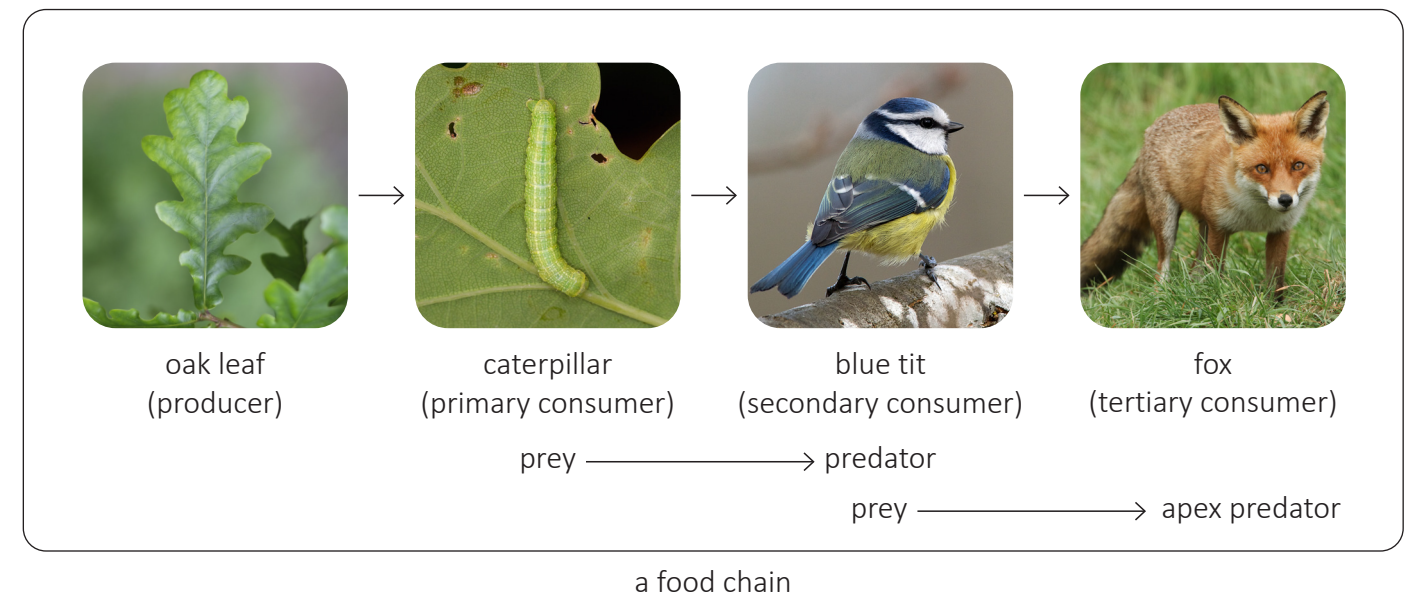 oak leaf
(producer)
caterpillar
(primary consumer)
blue tit
(secondary consumer)
fox
(tertiary consumer)
prey
predator
prey
apex predator
a food chain